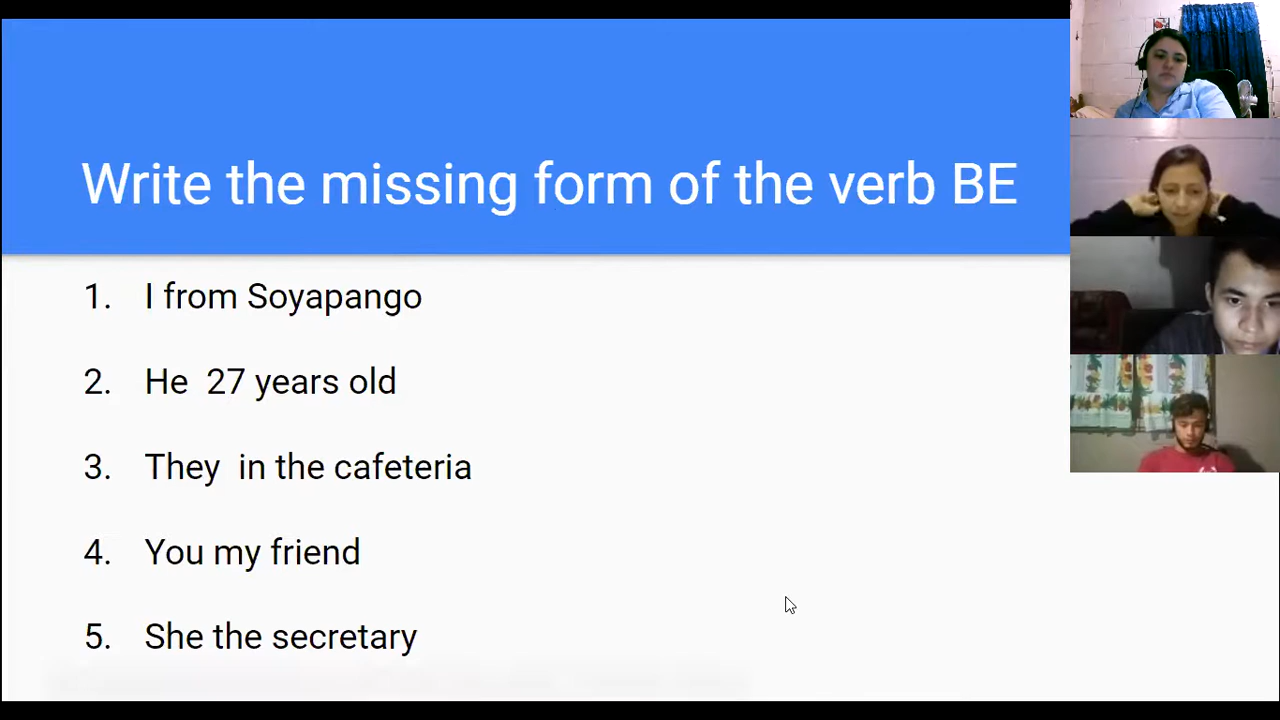 Write the missing form of the verb BE
1. I from Soyapango
2. He 27 years old
3. They in the cafeteria
4. You my friend
5. She the secretary